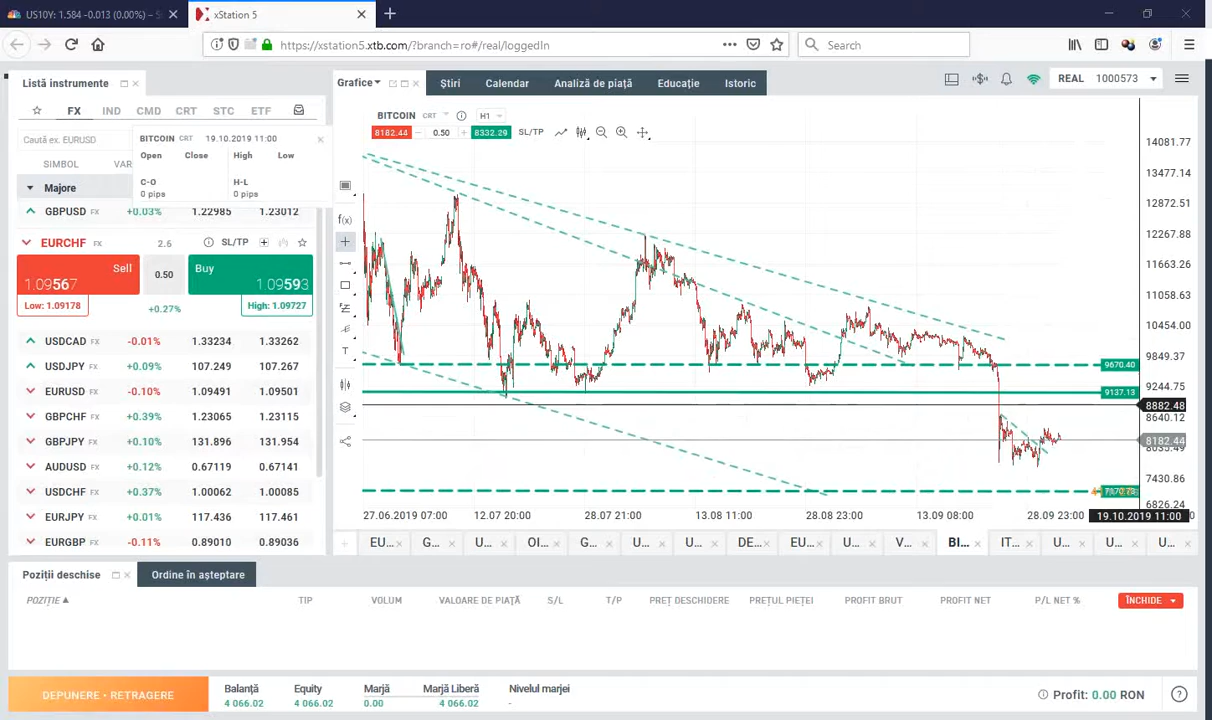 US10Y: 1.584 -0.013 (0.00%) —
xStation 5
https://xstation5.xtb.com/?branch=ro#/real/loggedIn
Search
Listă instrumente
Grafice
Știri
Calendar
Analiză de piață
Educație
Istoric
REAL 1000573
FX IND CMD CRT STC ETF
Caută ex. EURUSD
SIMBOL VAR
Majore
BITCOIN CRT 19.10.2019 11:00
Open Close High Low
C-O H-L
0 pips 0 pips
GBPUSD FX +0.03% 1.22985 1.23012
EURCHF FX 2.6 SL/TP
Sell
1.09567
0.50
Buy
1.09593
Low: 1.09178
+0.27%
High: 1.09727
USDCAD FX -0.01% 1.33234 1.33262
USDJPY FX +0.09% 107.249 107.267
EURUSD FX -0.10% 1.09491 1.09501
GBPCHF FX +0.39% 1.23065 1.23115
GBPJPY FX +0.10% 131.896 131.954
AUDUSD FX +0.12% 0.67119 0.67141
USDCHF FX +0.37% 1.00062 1.00085
EURJPY FX +0.01% 117.436 117.461
EURGBP FX -0.11% 0.89010 0.89036
BITCOIN CRT H1
8182.44 0.50 8332.29 SL/TP
f(x)
T
14081.77
13477.14
12872.51
12267.88
11663.26
11058.63
10454.00
9849.37
9670.40
9244.75
9137.13
8882.48
8640.12
8182.44
7430.86
6826.24
27.06.2019 07:00 12.07 20:00 28.07 21:00 13.08 11:00 28.08 23:00 13.09 08:00 28.09 23:00 19.10.2019 11:00
EU... G... U... OI... G... U... U... DE... EU... U... V... BI... IT... U... U... U...
Poziții deschise
Ordine în așteptare
POZIȚIE TIP VOLUM VALOARE DE PIAȚĂ S/L T/P PREȚ DESCHIDERE PREȚUL PIEȚEI PROFIT BRUT PROFIT NET P/L NET % ÎNCHIDE
DEPUNERE • RETRAGERE
Balanță Equity Marjă Marjă Liberă Nivelul marjei
4 066.02 4 066.02 0.00 4 066.02 -
Profit: 0.00 RON